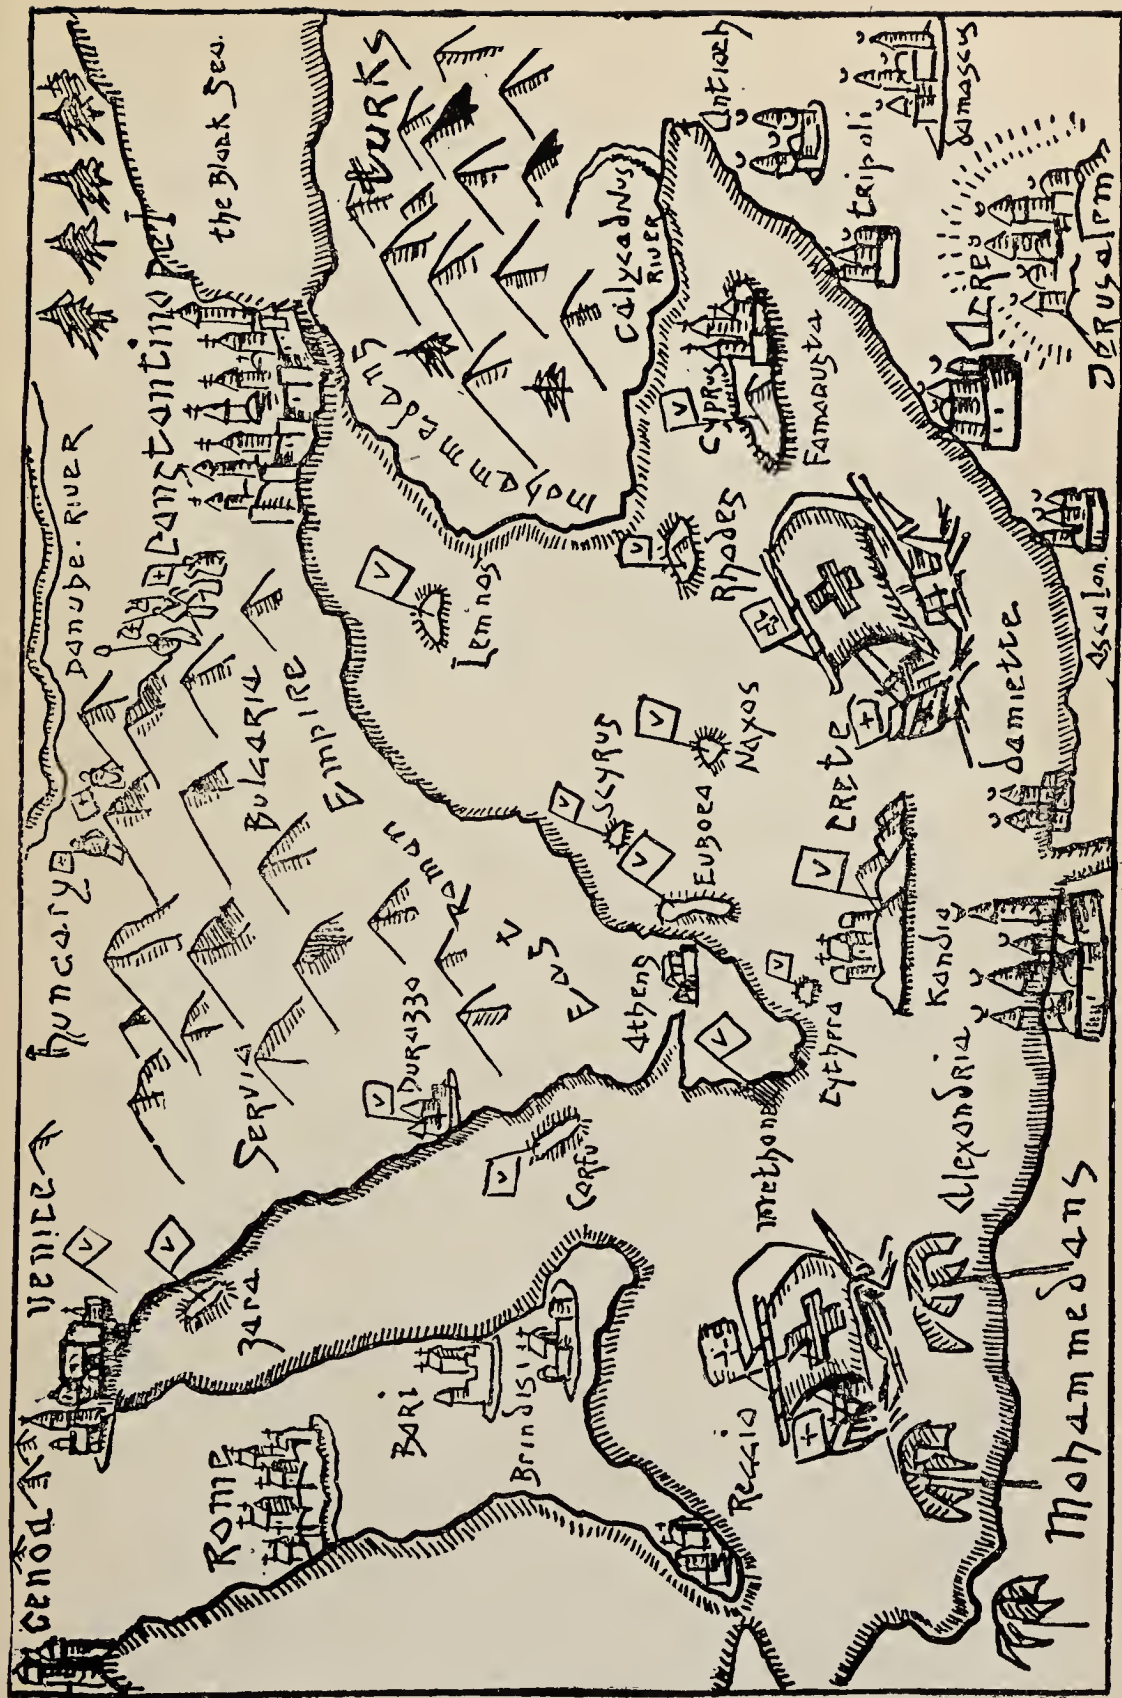 Genoa
Venice
Hungary
Danube. River
Constantinople
the Black Sea.
Rome
Zara
Servia
Bulgaria
Empire
Roman
Eas
t
Durazzo
Bari
Brindisi
Corfu
Lemnos
Mohammedans
Turks
Calycadnus
River
Athens
Euboea
Scyrus
Naxos
Rhodes
Cyprus
Famagusta
Antioch
Reggio
Methone
Cythera
Crete
Kandia
Tripoli
Damascus
Acre
Jerusalem
Alexandria
Damiette
Ascalon.
Mohammedans
V
V
V
V
V
V
V
V
V
V
V
V
V
V